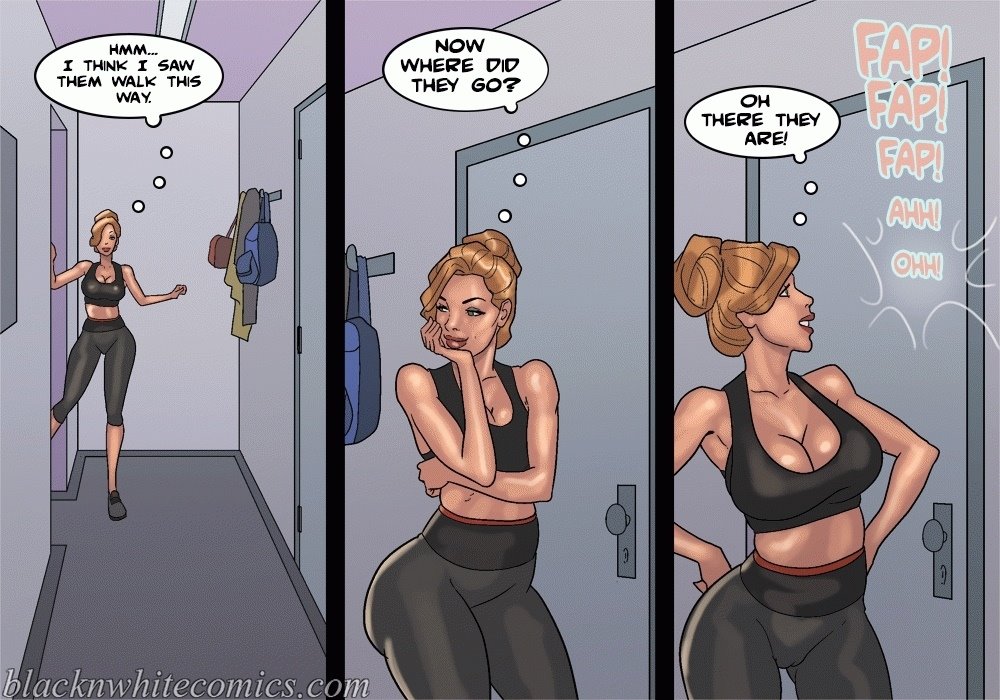 HMM...
I THINK I SAW
THEM WALK THIS
WAY.
NOW
WHERE DID
THEY GO?
OH
THERE THEY
ARE!
FAP!
FAP!
FAP!
AHH!
OHH!
blacknwhitecomics.com